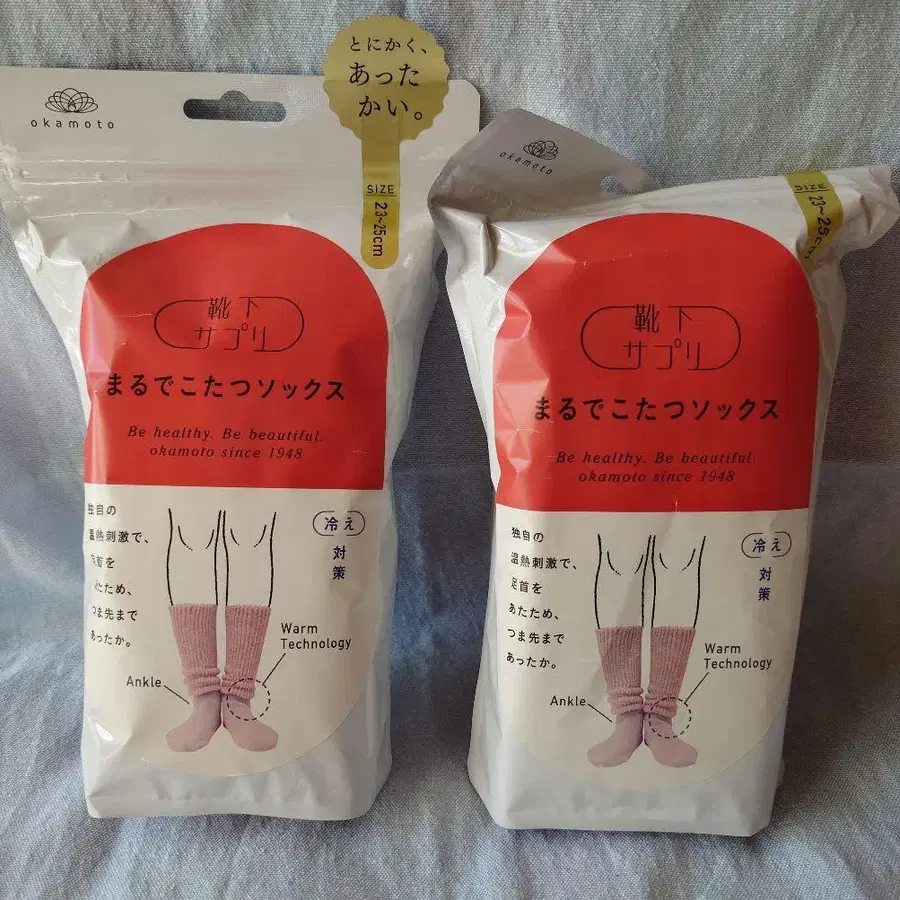 okamoto
とにかく、
あった
かい。
SIZE
23~25cm
靴下
サプリ
まるでこたつソックス
Be healthy. Be beautiful.
okamoto since 1948
独自の
温熱刺激で、
足首を
たため、
つま先まで
あったか。
冷え
対策
Warm
Technology
Ankle
okamoto
SIZE
23~25cm
靴下
サプリ
まるでこたつソックス
Be healthy. Be beautiful.
okamoto since 1948
独自の
温熱刺激で、
足首を
あたため、
つま先まで
あったか。
冷え
対策
Warm
Technology
Ankle